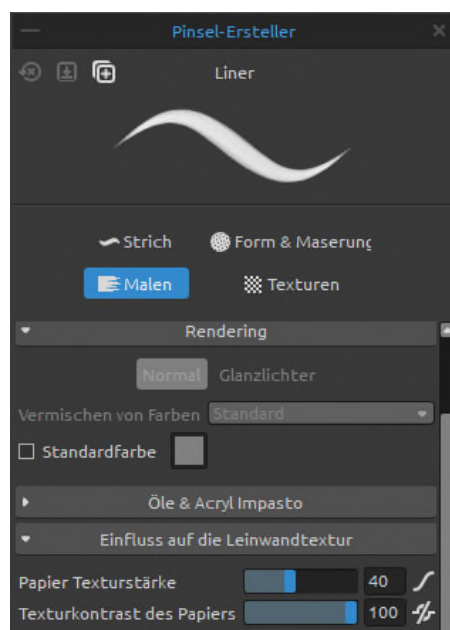 Pinsel-Ersteller
Liner
Strich Form & Maserung
Malen Texturen
Rendering
Normal Glanzlichter
Vermischen von Farben Standard
Standardfarbe
Öle & Acryl Impasto
Einfluss auf die Leinwandtextur
Papier Texturstärke 40
Texturkontrast des Papiers 100